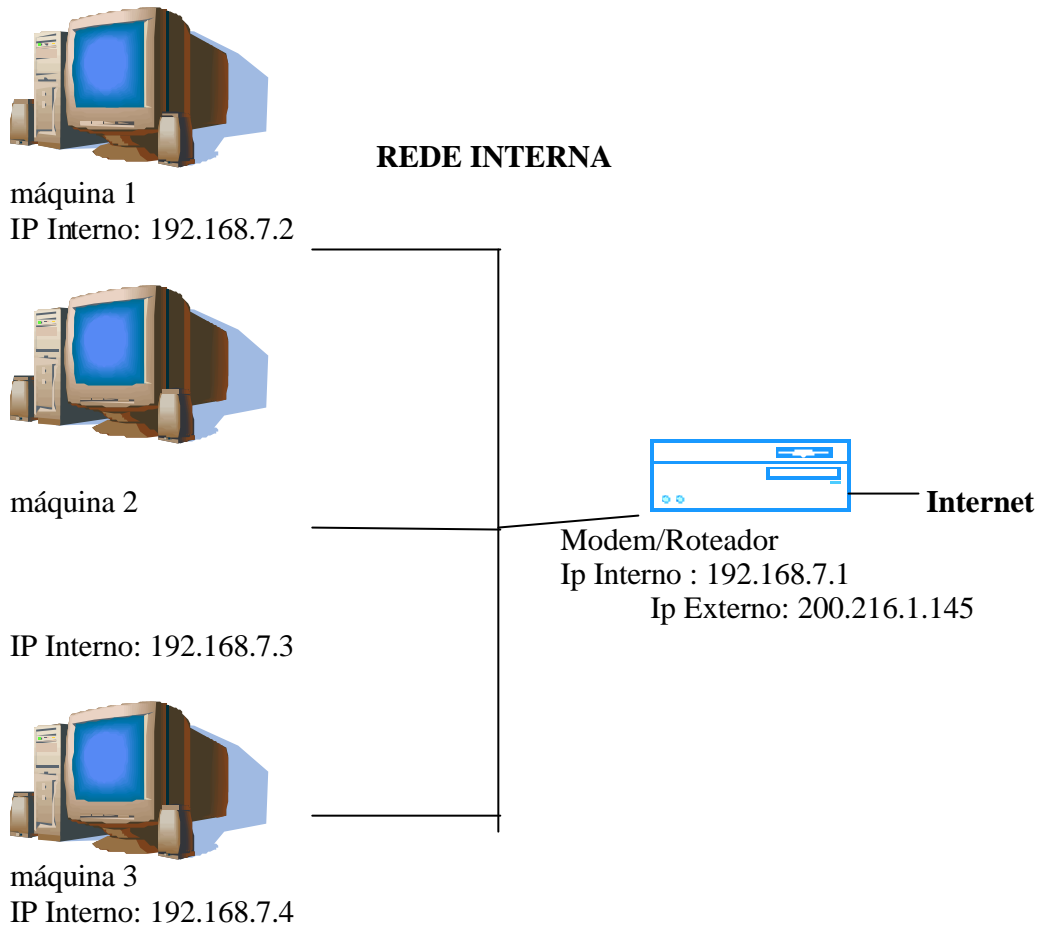 REDE INTERNA
máquina 1
IP Interno: 192.168.7.2
máquina 2
Internet
Modem/Roteador
Ip Interno : 192.168.7.1
Ip Externo: 200.216.1.145
IP Interno: 192.168.7.3
máquina 3
IP Interno: 192.168.7.4